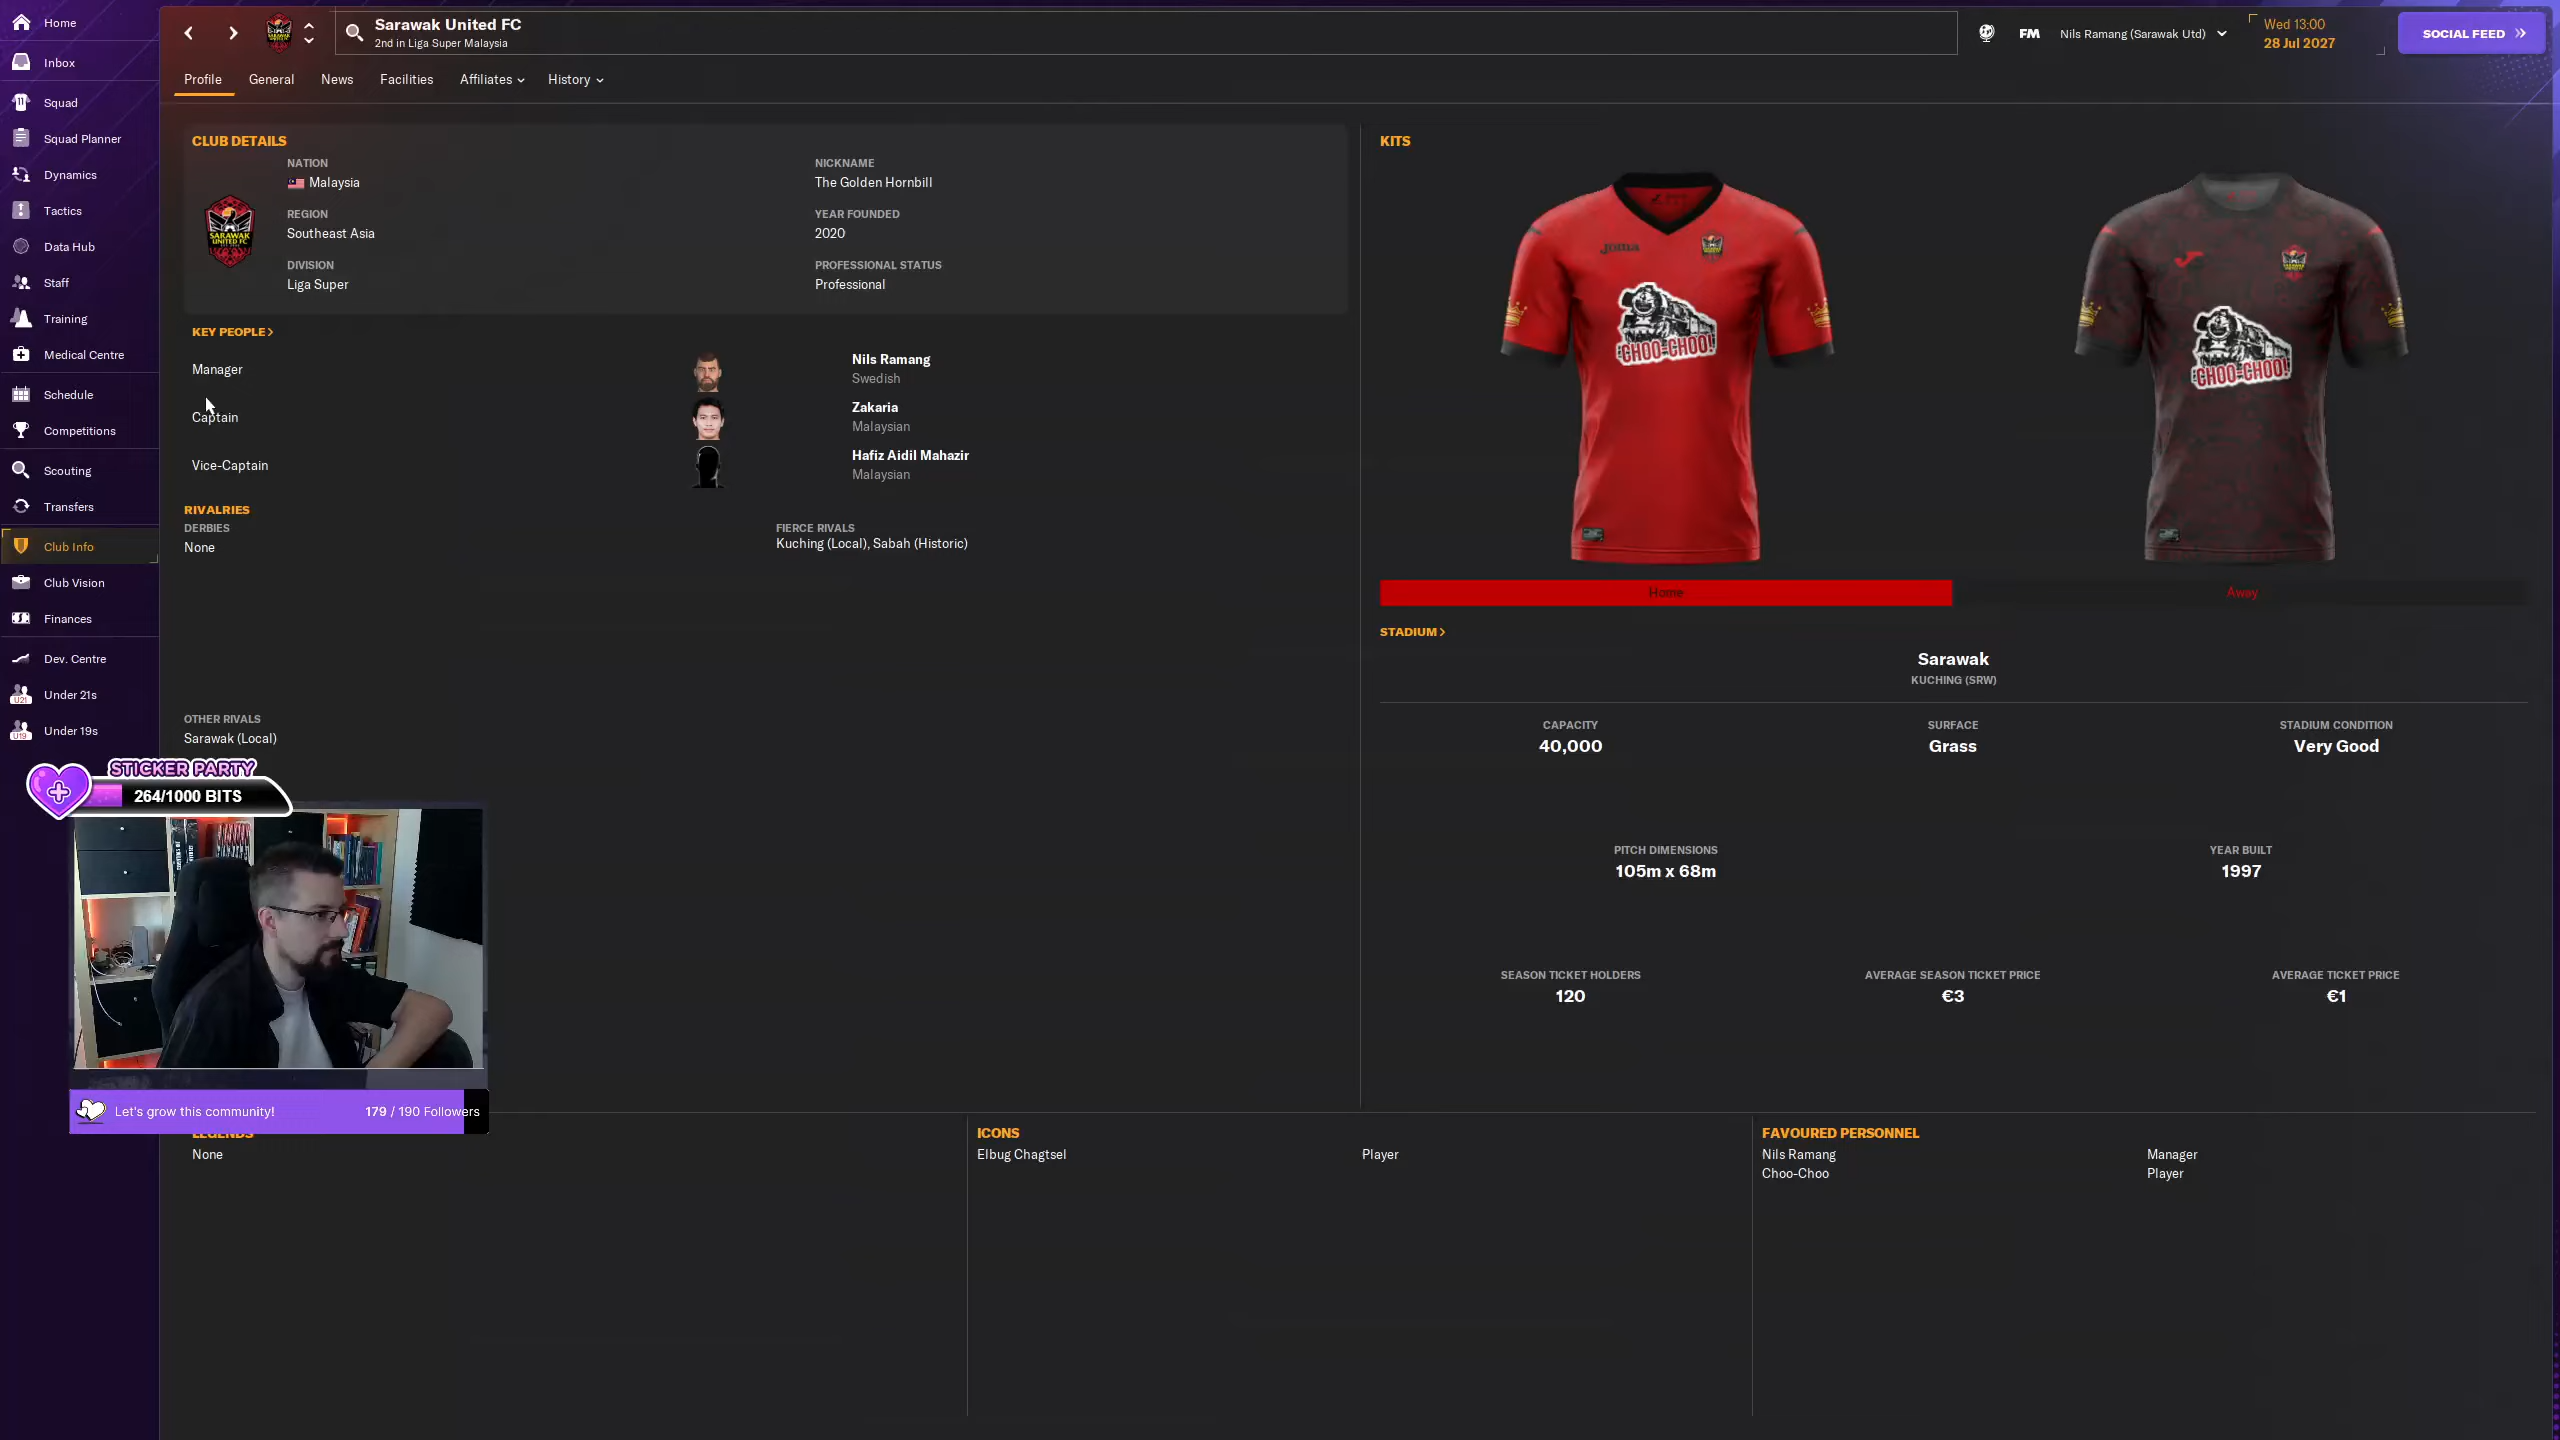 Home
Inbox
Squad
Squad Planner
Dynamics
Tactics
Data Hub
Staff
Training
Medical Centre
Schedule
Competitions
Scouting
Transfers
Club Info
Club Vision
Finances
Dev. Centre
Under 21s
Under 19s
Sarawak United FC
2nd in Liga Super Malaysia
FM
Nils Ramang (Sarawak Utd)
Wed 13:00
28 Jul 2027
SOCIAL FEED
Profile
General
News
Facilities
Affiliates
History
CLUB DETAILS
NATION
Malaysia
NICKNAME
The Golden Hornbill
REGION
Southeast Asia
YEAR FOUNDED
2020
DIVISION
Liga Super
PROFESSIONAL STATUS
Professional
SARAWAK
UNITED FC
KEY PEOPLE
Manager
Nils Ramang
Swedish
Captain
Zakaria
Malaysian
Vice-Captain
Hafiz Aidil Mahazir
Malaysian
RIVALRIES
DERBIES
None
FIERCE RIVALS
Kuching (Local), Sabah (Historic)
OTHER RIVALS
Sarawak (Local)
KITS
Joma
CHOO-CHOO!
CHOO-CHOO!
Home
Away
STADIUM
Sarawak
KUCHING (SRW)
CAPACITY
40,000
SURFACE
Grass
STADIUM CONDITION
Very Good
PITCH DIMENSIONS
105m x 68m
YEAR BUILT
1997
SEASON TICKET HOLDERS
120
AVERAGE SEASON TICKET PRICE
€3
AVERAGE TICKET PRICE
€1
STICKER PARTY
264/1000 BITS
Let's grow this community!
179 / 190 Followers
LEGENDS
None
ICONS
Elbug Chagtsel
Player
FAVOURED PERSONNEL
Nils Ramang
Manager
Choo-Choo
Player